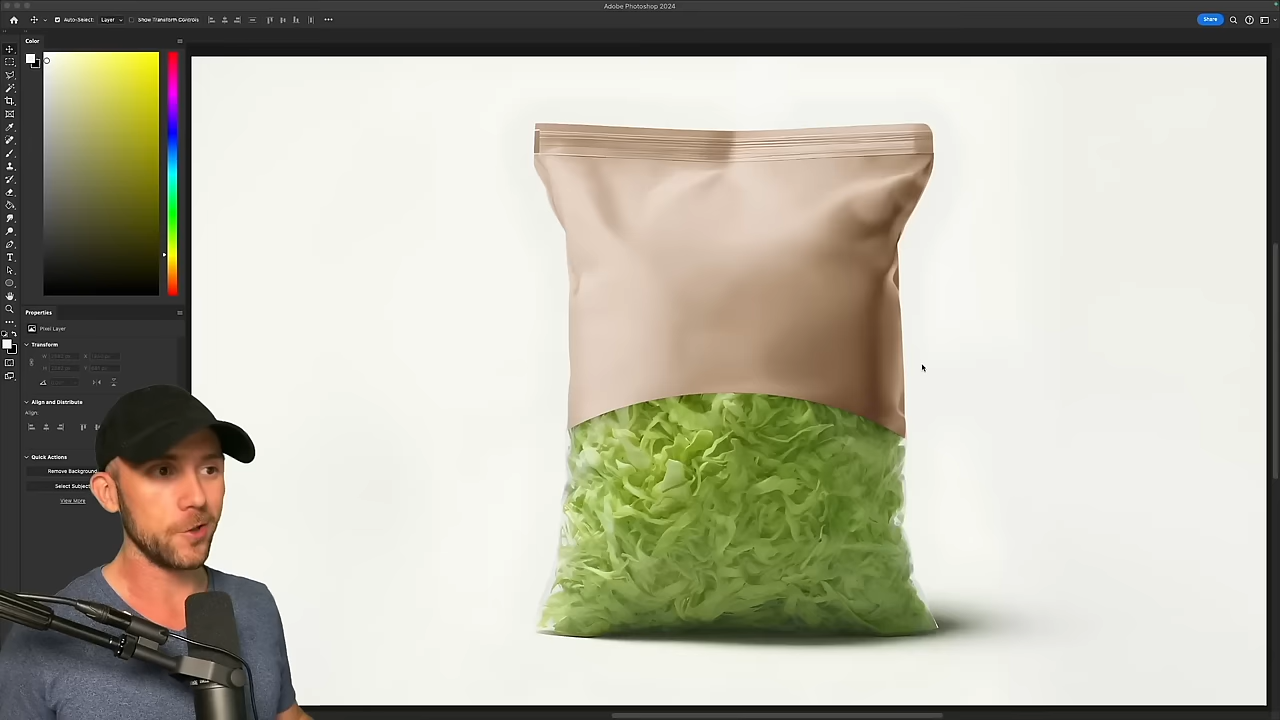 Adobe Photoshop 2024
Auto-Select: Layer Show Transform Controls
Share
Color
Properties
Pixel Layer
Transform
Align and Distribute
Align:
Quick Actions
Remove Background
Select Subject
View More